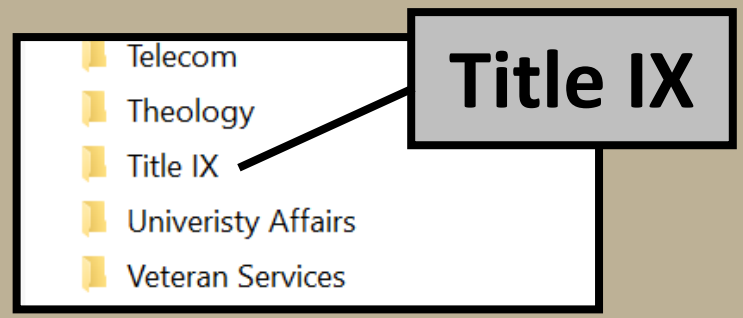 Telecom
Theology
Title IX
Title IX
Univeristy Affairs
Veteran Services